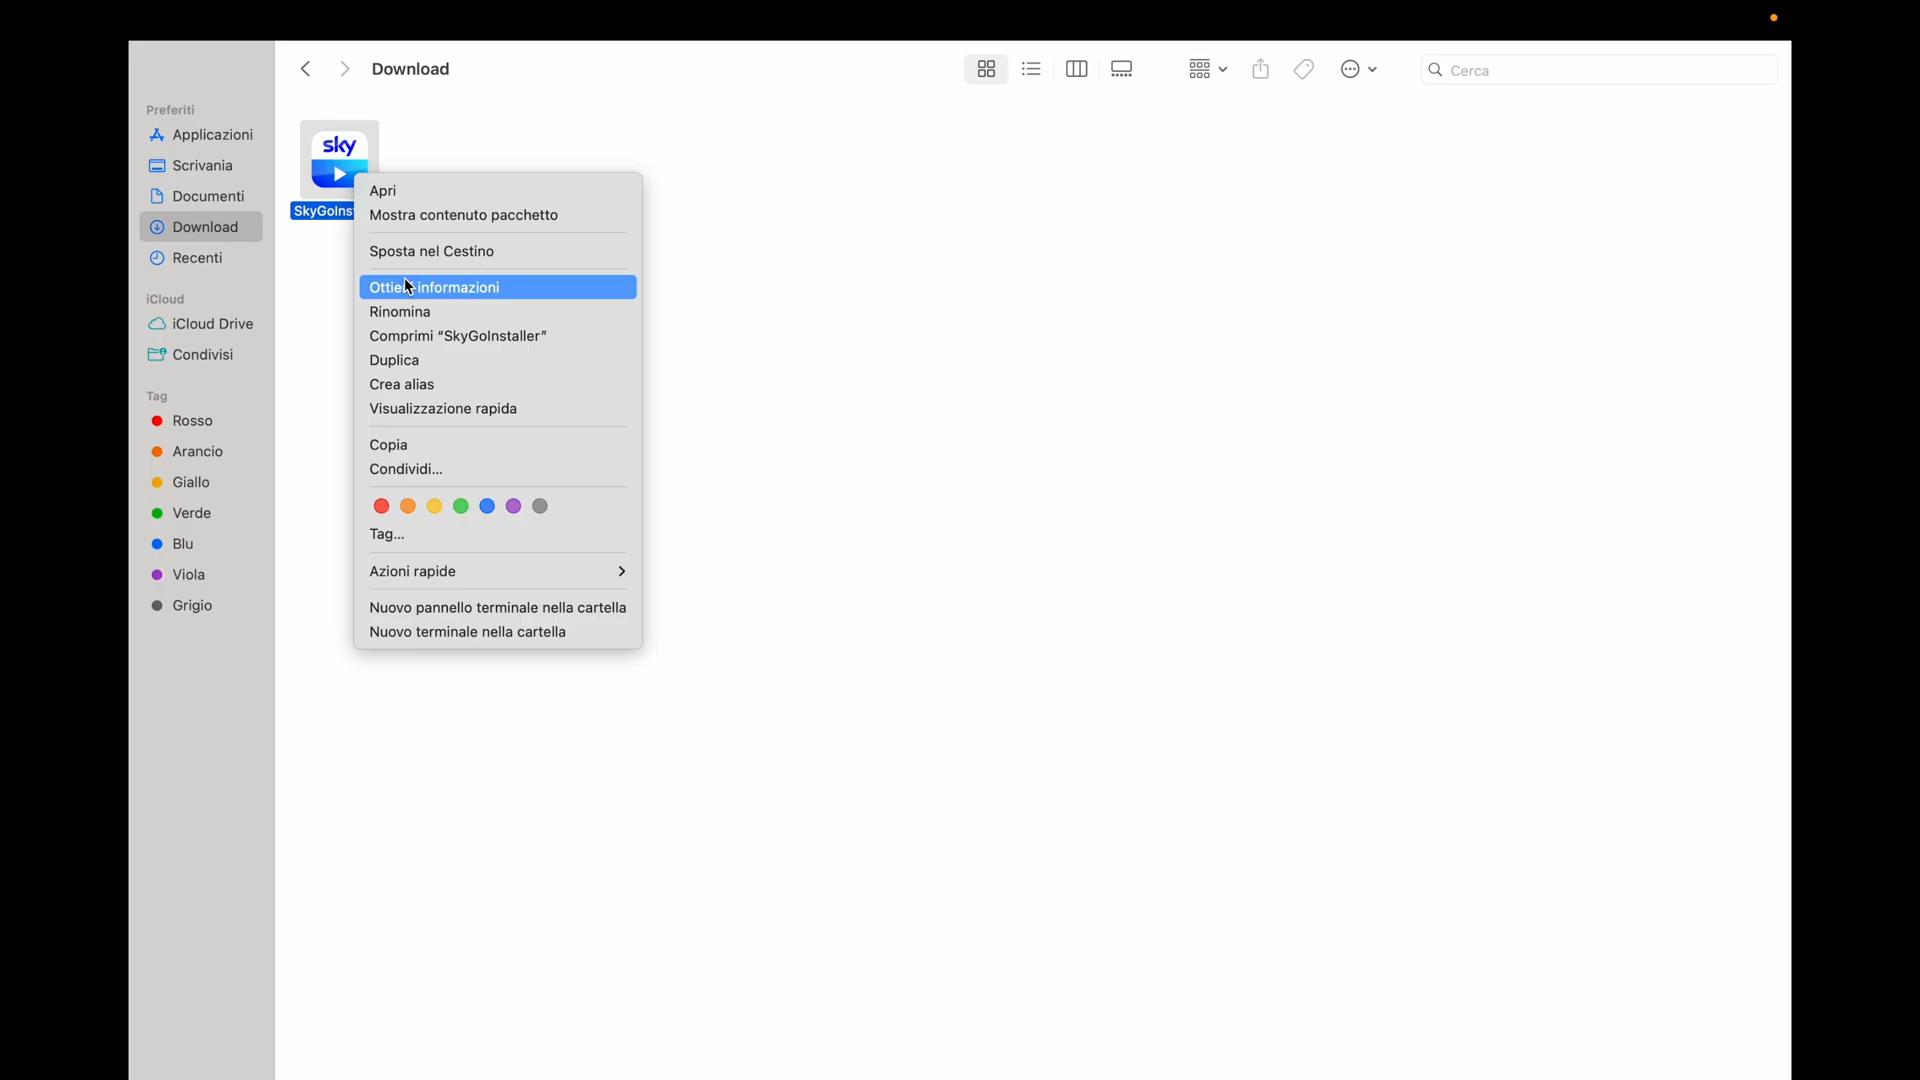 Download
Cerca
Preferiti
Applicazioni
Scrivania
Documenti
Download
Recenti
iCloud
iCloud Drive
Condivisi
Tag
Rosso
Arancio
Giallo
Verde
Blu
Viola
Grigio
sky
SkyGoInst
Apri
Mostra contenuto pacchetto
Sposta nel Cestino
Ottieni informazioni
Rinomina
Comprimi “SkyGoInstaller”
Duplica
Crea alias
Visualizzazione rapida
Copia
Condividi...
Tag...
Azioni rapide
Nuovo pannello terminale nella cartella
Nuovo terminale nella cartella